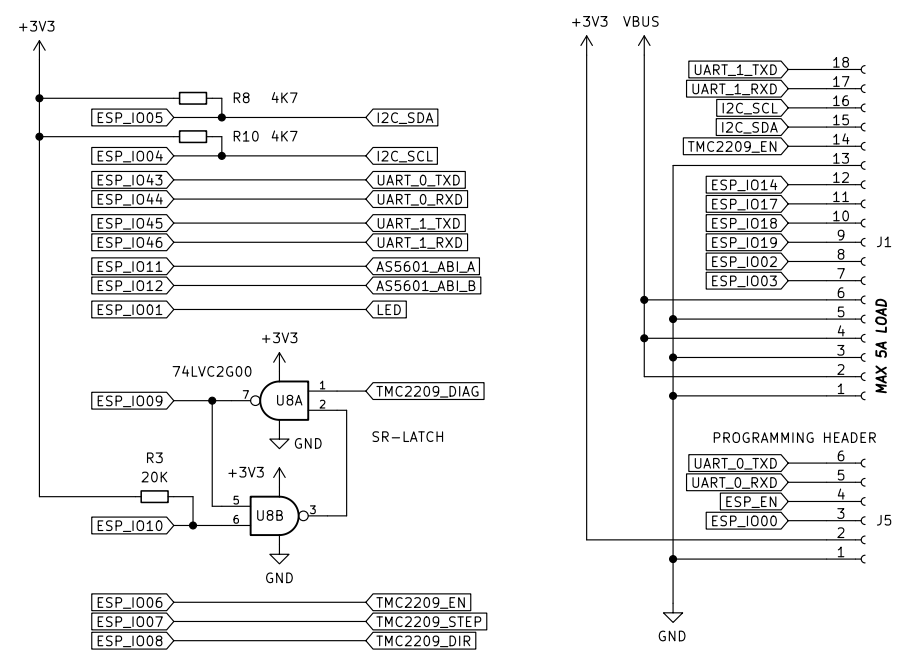 +3V3
R8 4K7
ESP_IO05 I2C_SDA
R10 4K7
ESP_IO04 I2C_SCL
ESP_IO43 UART_0_TXD
ESP_IO44 UART_0_RXD
ESP_IO45 UART_1_TXD
ESP_IO46 UART_1_RXD
ESP_IO11 AS5601_ABI_A
ESP_IO12 AS5601_ABI_B
ESP_IO01 LED
+3V3
74LVC2G00
ESP_IO09 7 U8A 1 TMC2209_DIAG
2
GND
SR-LATCH
R3
20K
+3V3
5
ESP_IO10 6 U8B 3
GND
ESP_IO06 TMC2209_EN
ESP_IO07 TMC2209_STEP
ESP_IO08 TMC2209_DIR
+3V3 VBUS
UART_1_TXD 18
UART_1_RXD 17
I2C_SCL 16
I2C_SDA 15
TMC2209_EN 14
13
ESP_IO14 12
ESP_IO17 11
ESP_IO18 10
ESP_IO19 9 J1
ESP_IO02 8
ESP_IO03 7
6
5
4
3
2
1
MAX 5A LOAD
PROGRAMMING HEADER
UART_0_TXD 6
UART_0_RXD 5
ESP_EN 4
ESP_IO00 3 J5
2
1
GND